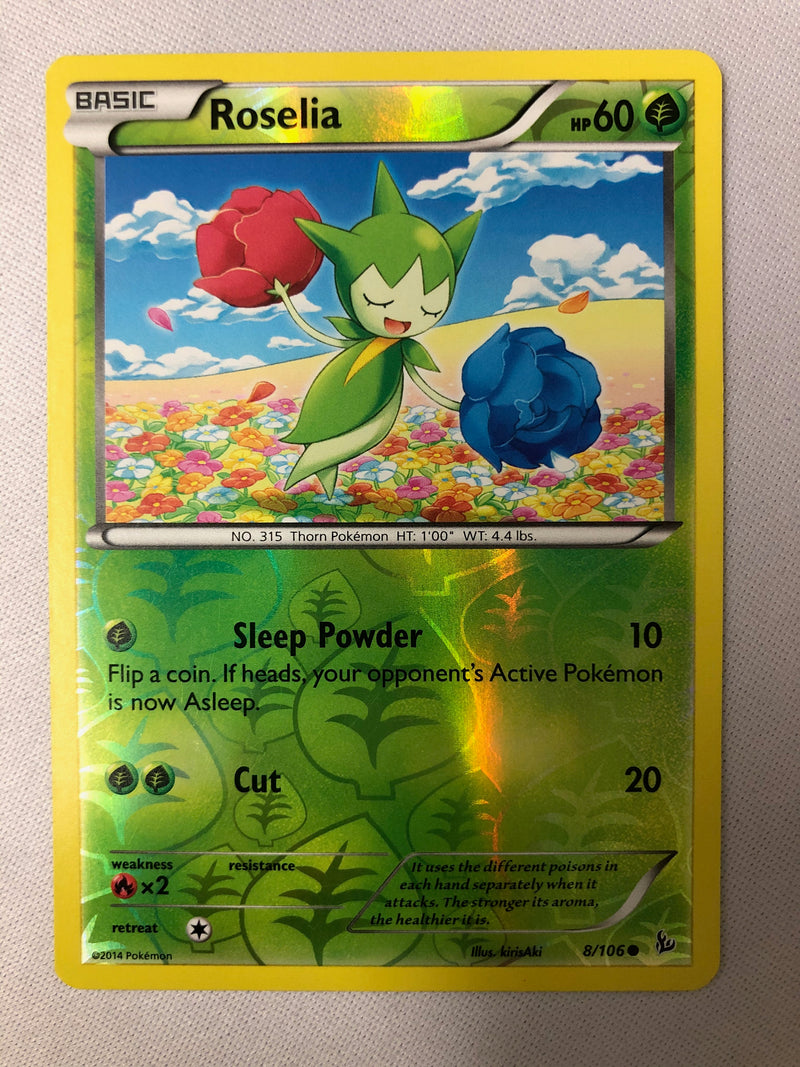 BASIC Roselia HP60
NO. 315 Thorn Pokémon HT: 1'00" WT: 4.4 lbs.
Sleep Powder 10
Flip a coin. If heads, your opponent's Active Pokémon
is now Asleep.
Cut 20
weakness resistance
×2
retreat
It uses the different poisons in
each hand separately when it
attacks. The stronger its aroma,
the healthier it is.
©2014 Pokémon Illus. kirisAki 8/106